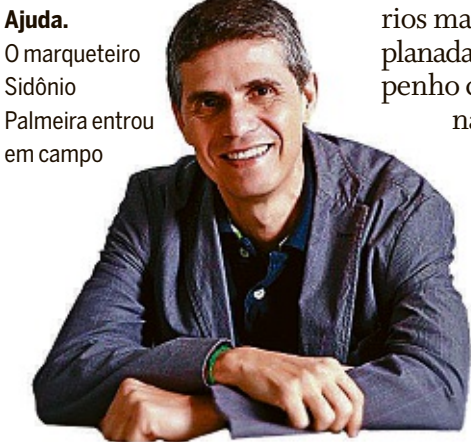 Ajuda.
O marqueteiro
Sidônio
Palmeira entrou
em campo
rios ma
planada
penho
na